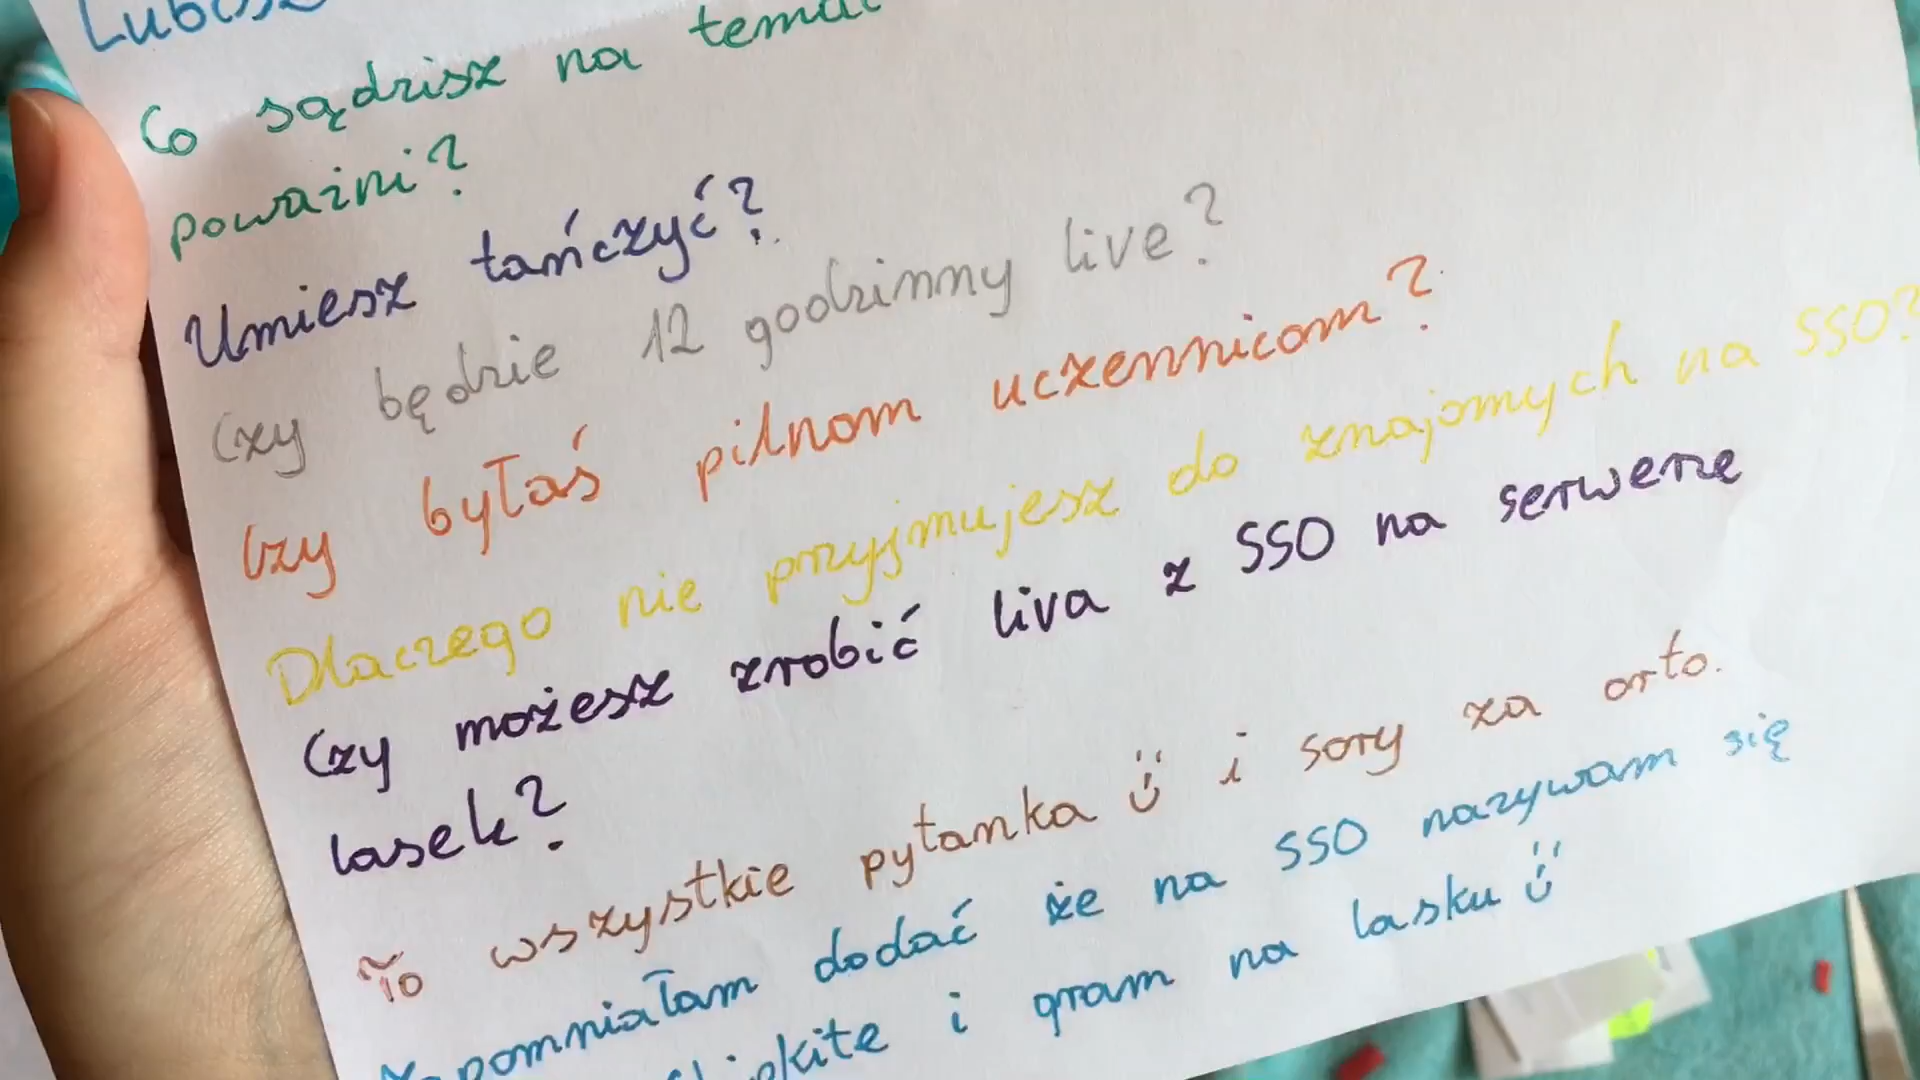 Co sądzisz na temat
poważni?
Umiesz tańczyć?
Czy będzie 12 godzinny live?
Czy byłaś pilnom uczennicom?
Dlaczego nie przyjmujesz do znajomych na SSO?
Czy możesz zrobić liva z SSO na serwerze
lasek?
To wszystkie pytanka i sory za orto.
Zapomniałam dodać że na SSO nazywam się
i gram na lasku